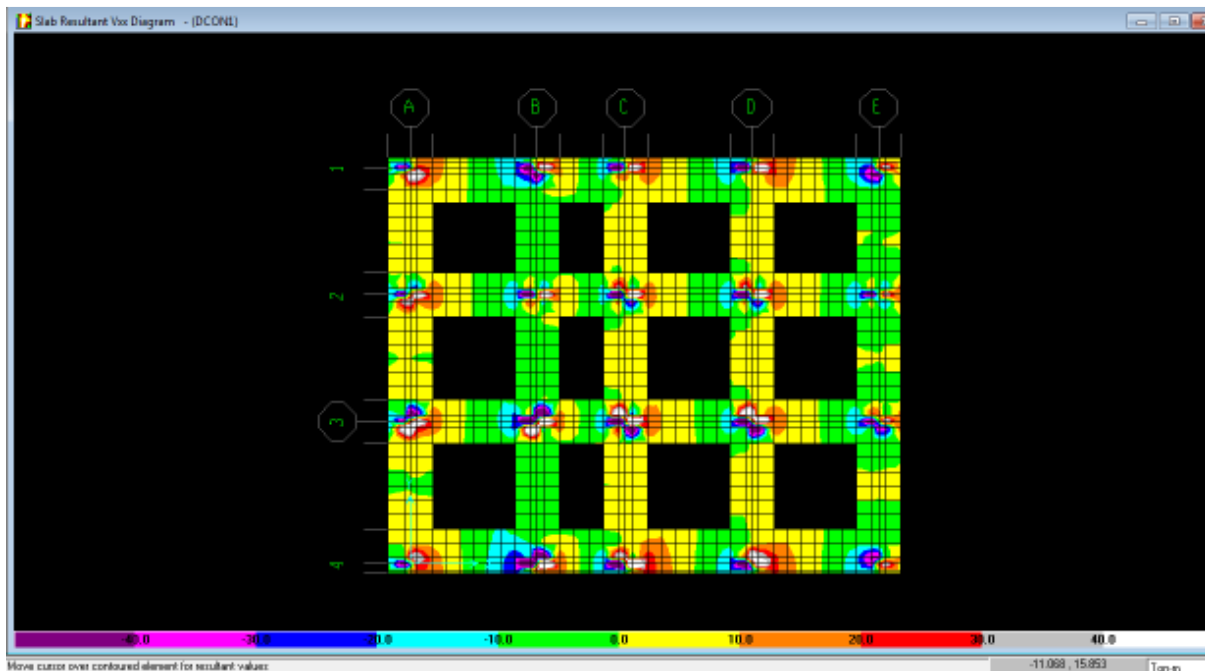 Slab Resultant Vxx Diagram - (DCON1)
A B C D E
1
2
3
4
-40.0 -30.0 20.0 -10.0 0.0 10.0 20.0 30.0 40.0
Move cursor over contoured element for resultant values
-11.068 , 15.853
Ton-m